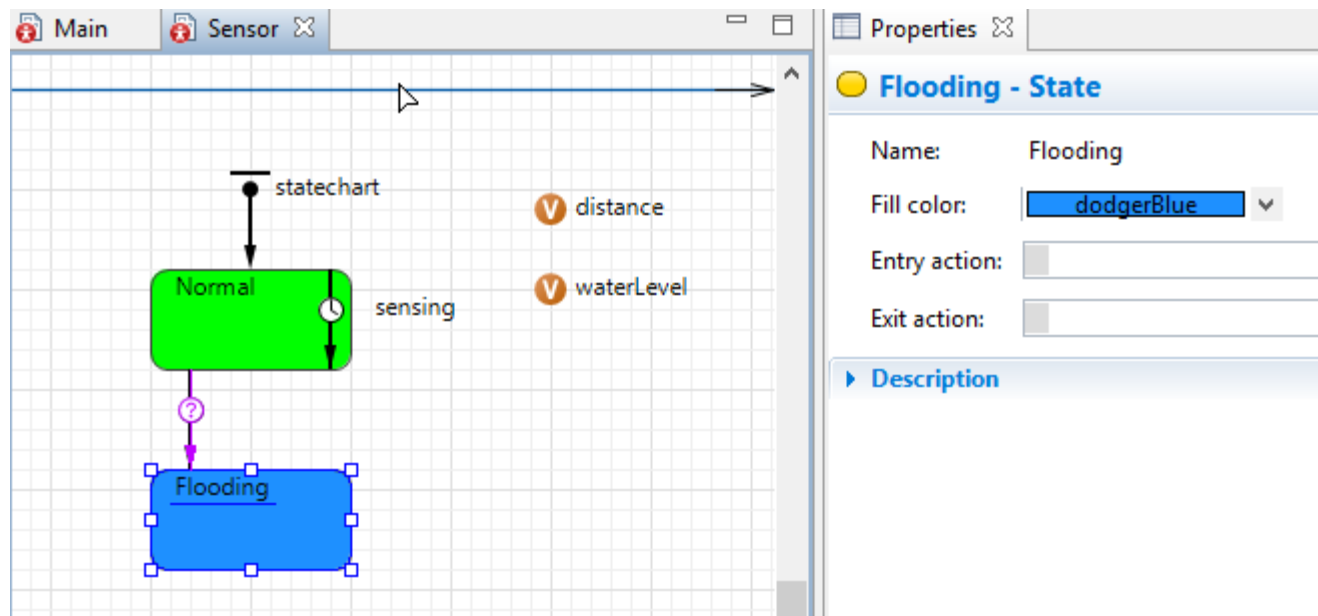 Main
Sensor
statechart
V distance
Normal
V waterLevel
sensing
?
Flooding
Properties
Flooding - State
Name: Flooding
Fill color: dodgerBlue
Entry action:
Exit action:
Description